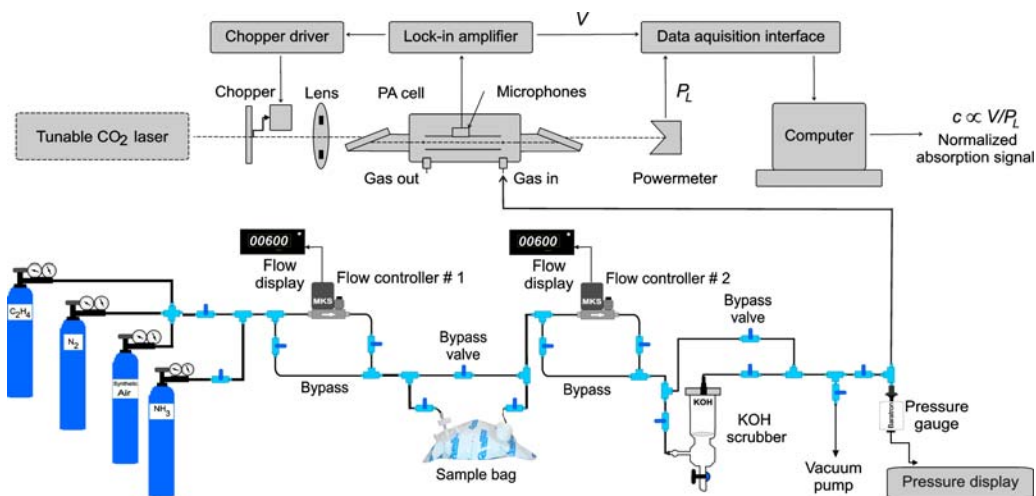 V
Chopper driver
Lock-in amplifier
Data aquisition interface
Chopper
Lens
PA cell
Microphones
P_L
Tunable CO2 laser
Computer
c ∝ V/P_L
Normalized
absorption signal
Gas out
Gas in
Powermeter
00600
00600
Flow
display
Flow controller # 1
Flow
display
Flow controller # 2
MKS
MKS
C2H4
N2
Synthetic
Air
NH3
Bypass
valve
Bypass
valve
Bypass
Bypass
KOH
KOH
scrubber
Baratron
Pressure
gauge
Sample bag
Vacuum
pump
Pressure display